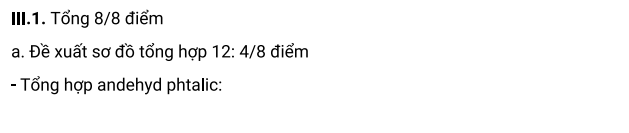 III.1. Tổng 8/8 điểm
a. Đề xuất sơ đồ tổng hợp 12: 4/8 điểm
- Tổng hợp andehyd phtalic: